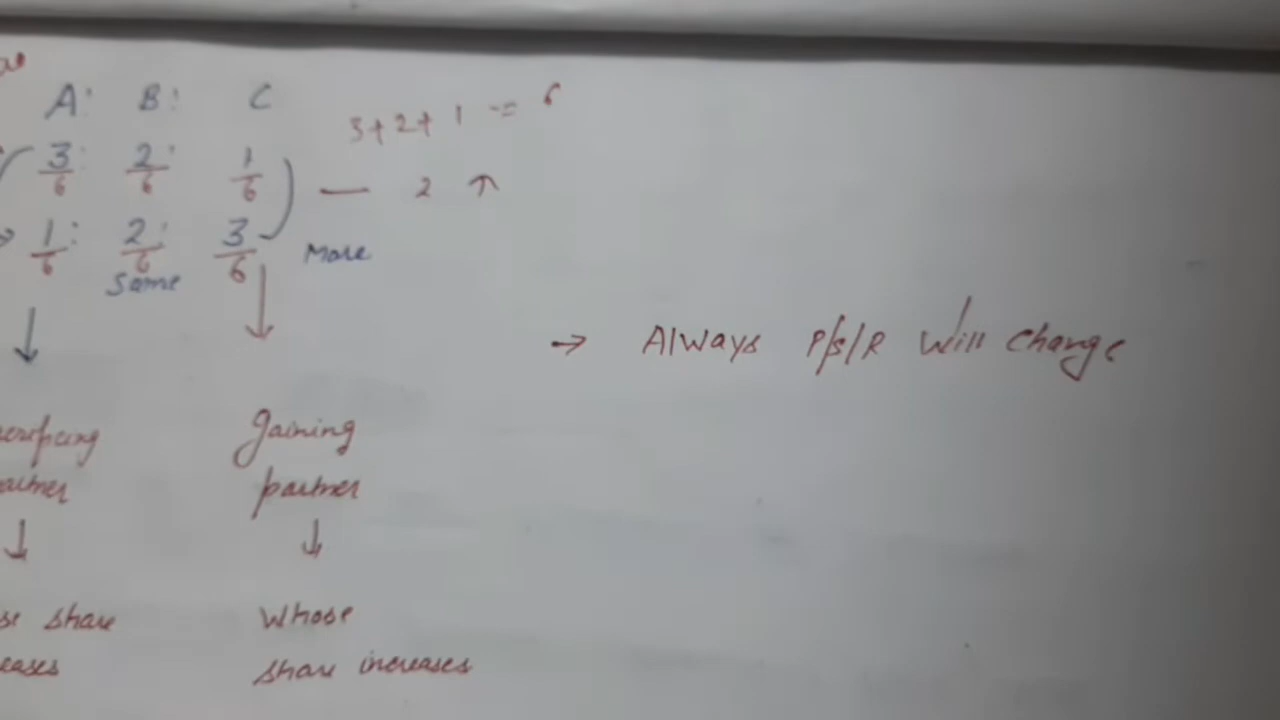 A: B: C
3+2+1 = 6
3/6: 2/6: 1/6 — 2 ↑
1/6: 2/6: 3/6 More
Same
→ Always P/S/R will change
Gaining
partner
share Whose
share increases